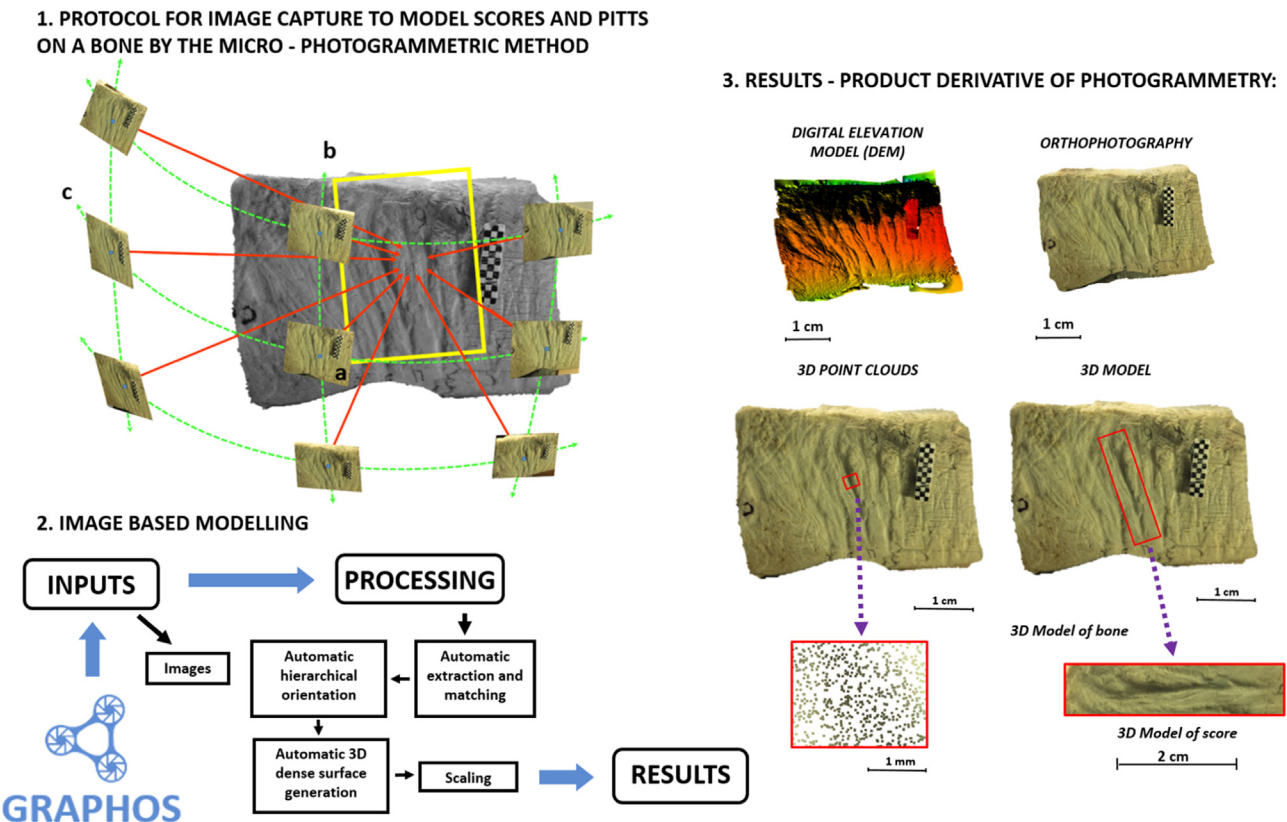 1. PROTOCOL FOR IMAGE CAPTURE TO MODEL SCORES AND PITTS
ON A BONE BY THE MICRO - PHOTOGRAMMETRIC METHOD
b
c
a
2. IMAGE BASED MODELLING
INPUTS
PROCESSING
Images
Automatic
hierarchical
orientation
Automatic
extraction and
matching
Automatic 3D
dense surface
generation
Scaling
RESULTS
GRAPHOS
3. RESULTS - PRODUCT DERIVATIVE OF PHOTOGRAMMETRY:
DIGITAL ELEVATION
MODEL (DEM)
ORTHOPHOTOGRAPHY
1 cm
1 cm
3D POINT CLOUDS
3D MODEL
1 cm
1 cm
3D Model of bone
3D Model of score
1 mm
2 cm